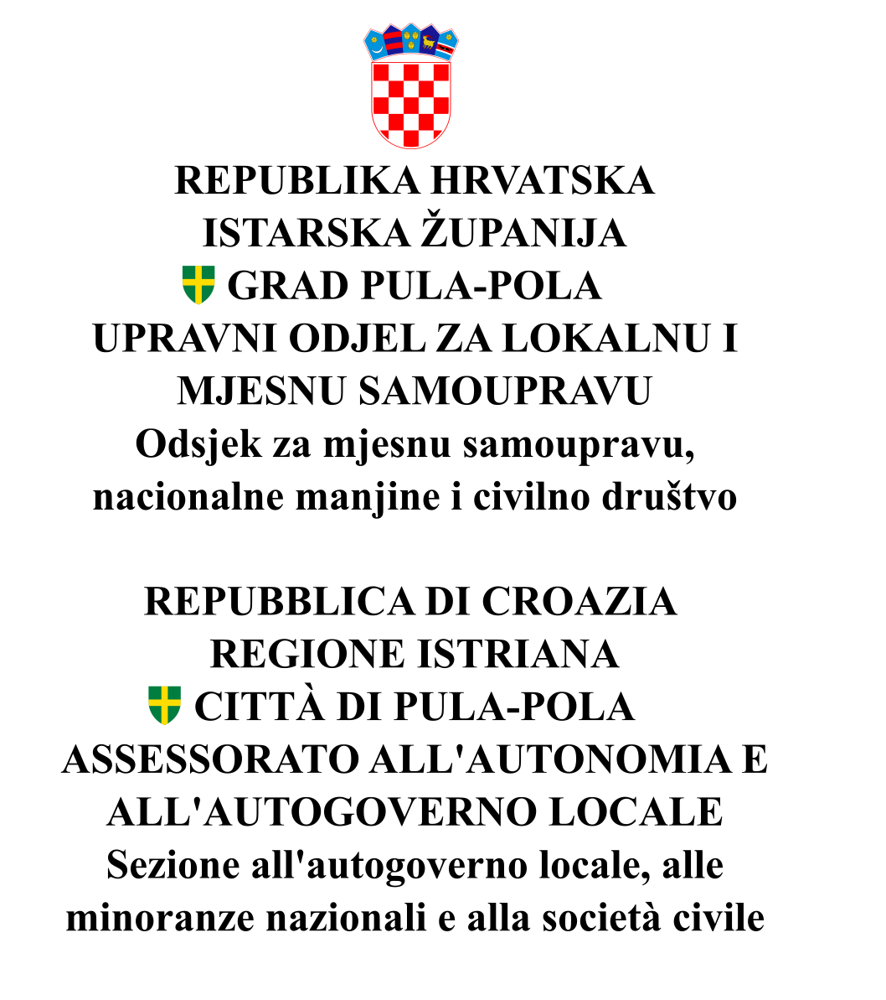 REPUBLIKA HRVATSKA
ISTARSKA ŽUPANIJA
GRAD PULA-POLA
UPRAVNI ODJEL ZA LOKALNU I
MJESNU SAMOUPRAVU
Odsjek za mjesnu samoupravu,
nacionalne manjine i civilno društvo
REPUBBLICA DI CROAZIA
REGIONE ISTRIANA
CITTÀ DI PULA-POLA
ASSESSORATO ALL'AUTONOMIA E
ALL'AUTOGOVERNO LOCALE
Sezione all'autogoverno locale, alle
minoranze nazionali e alla società civile